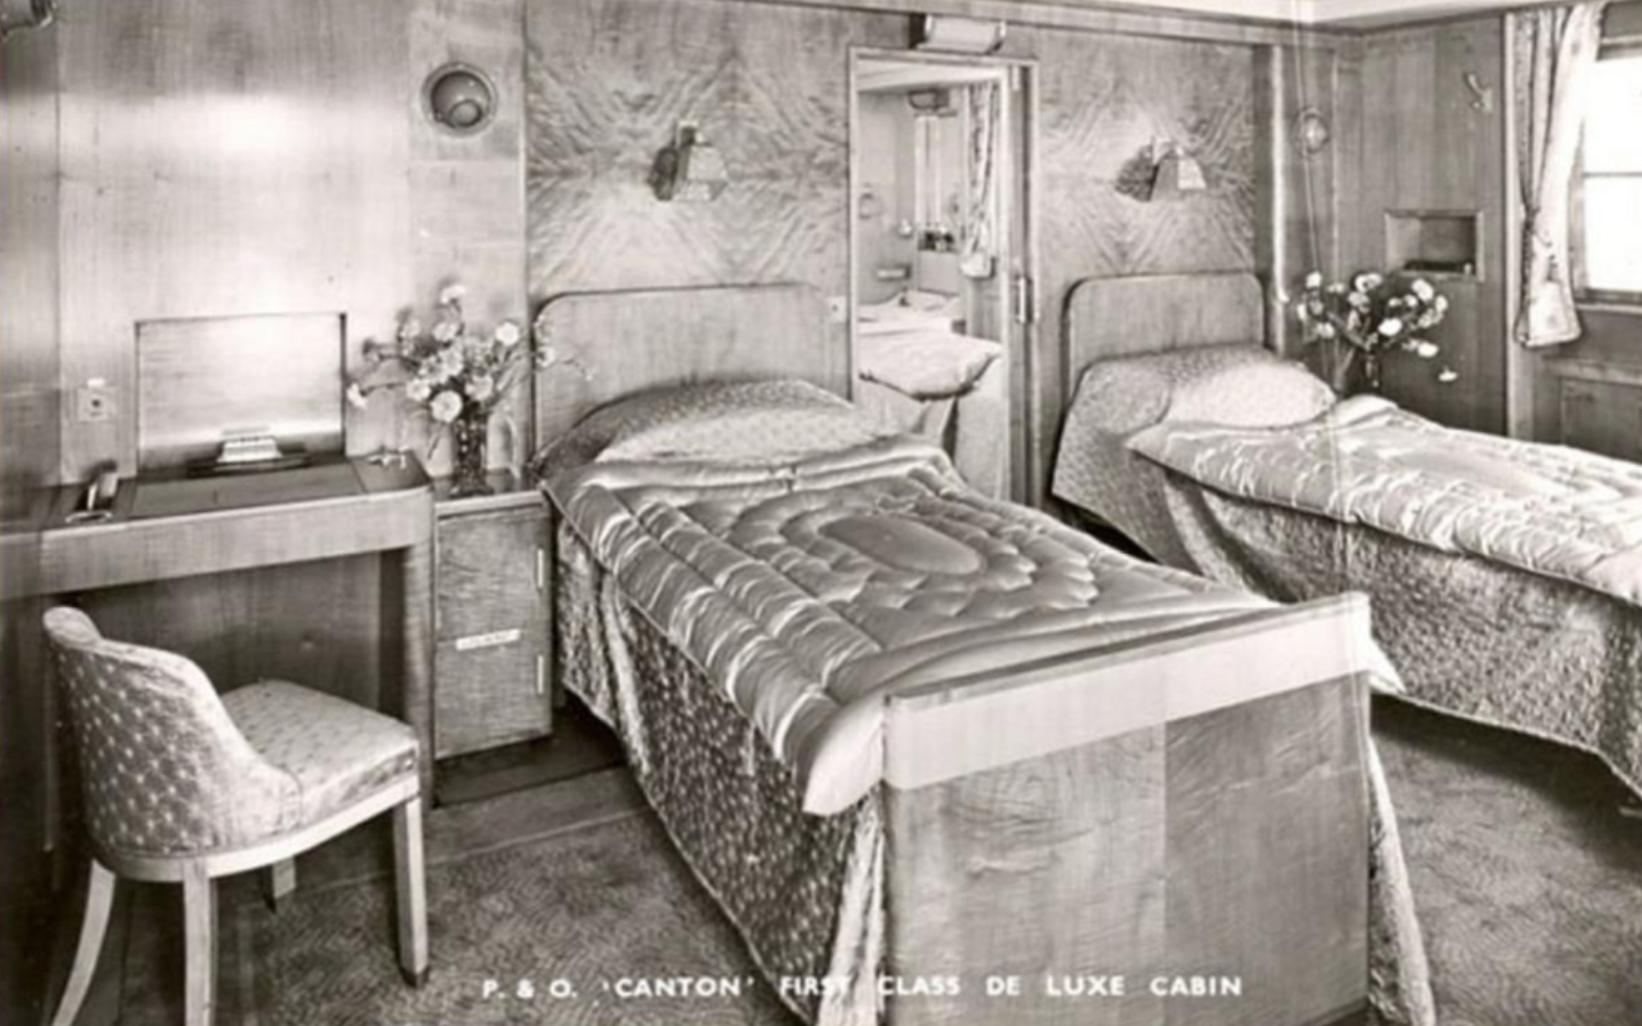 P. & O. 'CANTON' FIRST CLASS DE LUXE CABIN